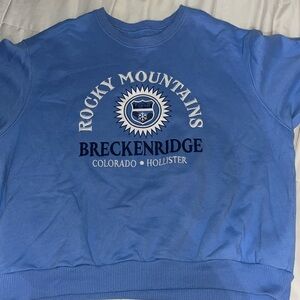 ROCKY MOUNTAINS
BRECKENRIDGE
COLORADO • HOLLISTER